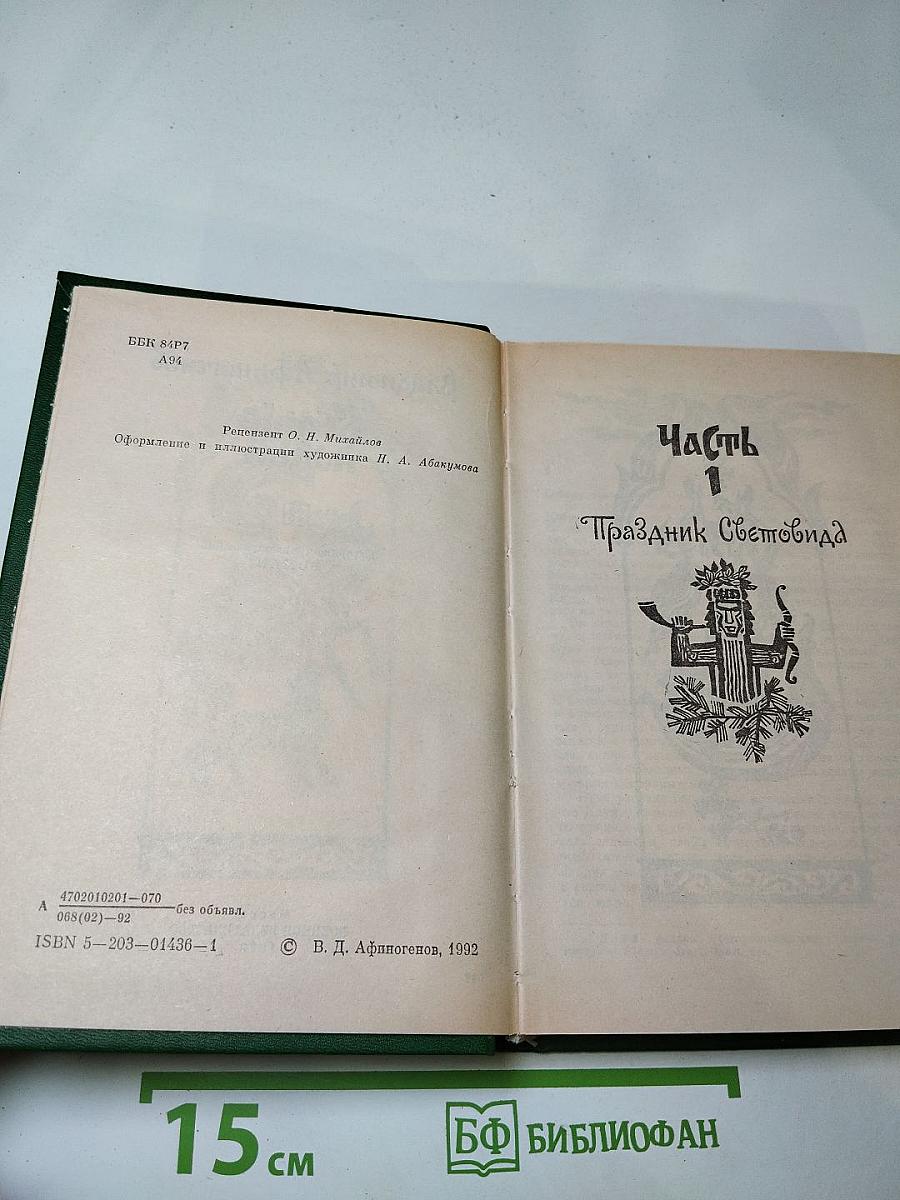 ББК 84Р7
А94
Рецензент О. Н. Михайлов
Оформление и иллюстрации художника Н. А. Абакумова
А 4702010201—070
068(02)—92 без объявл.
ISBN 5—203—01436—1
© В. Д. Афиногенов, 1992
Часть
1
Праздник Световида
15 см
БФ БИБЛИОФАН